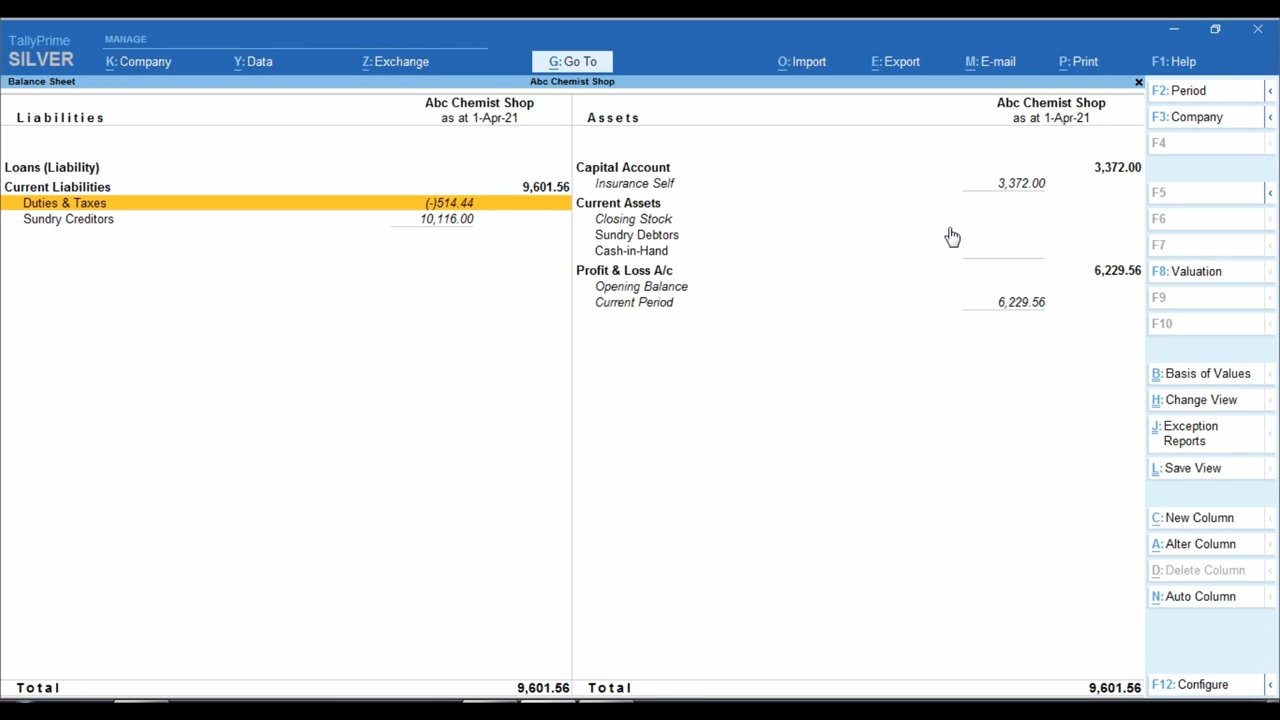 TallyPrime
SILVER
MANAGE
K: Company
Y: Data
Z: Exchange
G: Go To
O: Import
E: Export
M: E-mail
P: Print
F1: Help
Balance Sheet
Abc Chemist Shop
Liabilities
Abc Chemist Shop
as at 1-Apr-21
Loans (Liability)
Current Liabilities 9,601.56
Duties & Taxes (-)514.44
Sundry Creditors 10,116.00
Total 9,601.56
Assets
Abc Chemist Shop
as at 1-Apr-21
Capital Account 3,372.00
Insurance Self 3,372.00
Current Assets
Closing Stock
Sundry Debtors
Cash-in-Hand
Profit & Loss A/c 6,229.56
Opening Balance
Current Period 6,229.56
Total 9,601.56
F2: Period
F3: Company
F4
F5
F6
F7
F8: Valuation
F9
F10
B: Basis of Values
H: Change View
J: Exception
Reports
L: Save View
C: New Column
A: Alter Column
D: Delete Column
N: Auto Column
F12: Configure